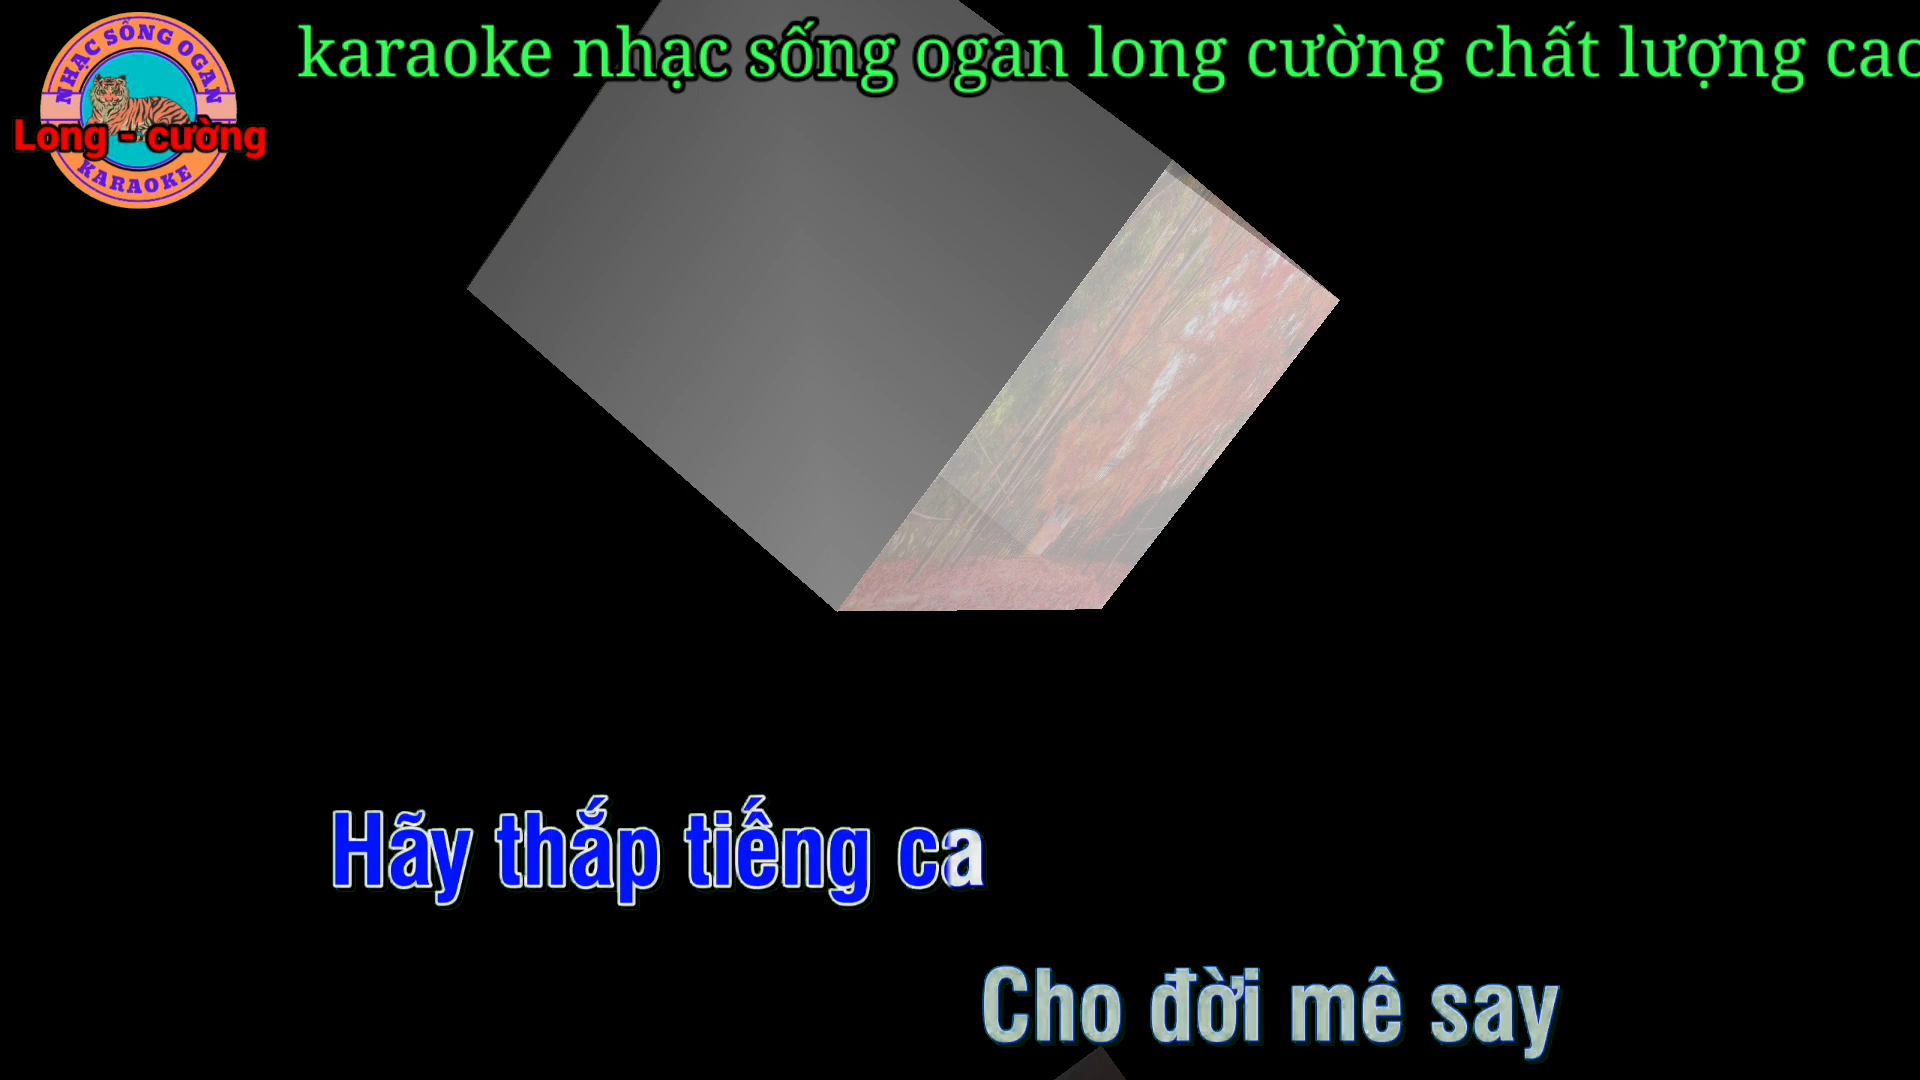 NHẠC SỐNG OGAN
Long - cường
KARAOKE
karaoke nhạc sống ogan long cường chất lượng cao
Hãy thắp tiếng ca
Cho đời mê say